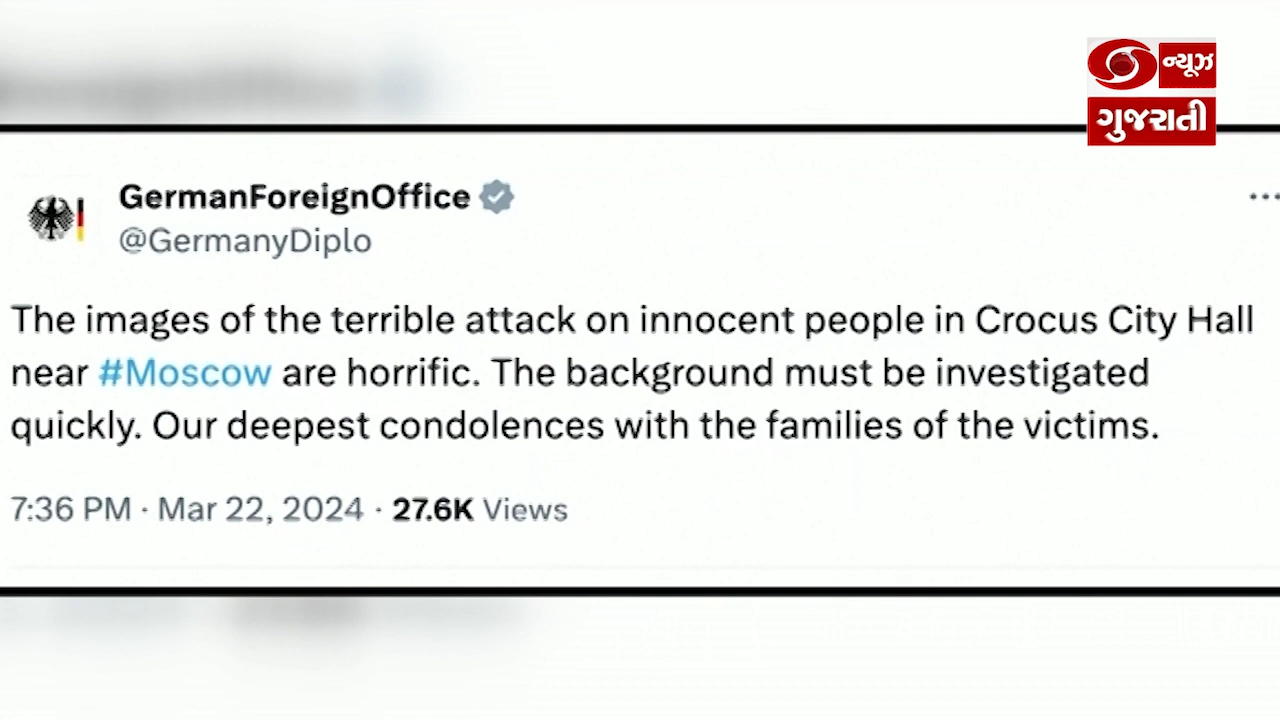 ન્યૂઝ
ગુજરાતી
GermanForeignOffice
@GermanyDiplo
The images of the terrible attack on innocent people in Crocus City Hall
near #Moscow are horrific. The background must be investigated
quickly. Our deepest condolences with the families of the victims.
7:36 PM · Mar 22, 2024 · 27.6K Views